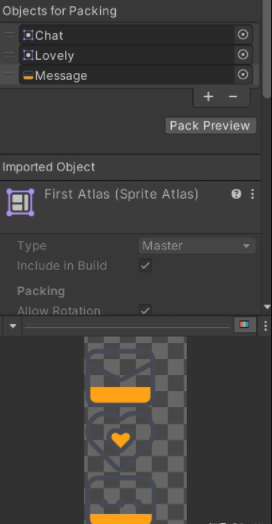 Objects for Packing
Chat
Lovely
Message
+ −
Pack Preview
Imported Object
First Atlas (Sprite Atlas)
Type Master
Include in Build
Packing
Allow Rotation